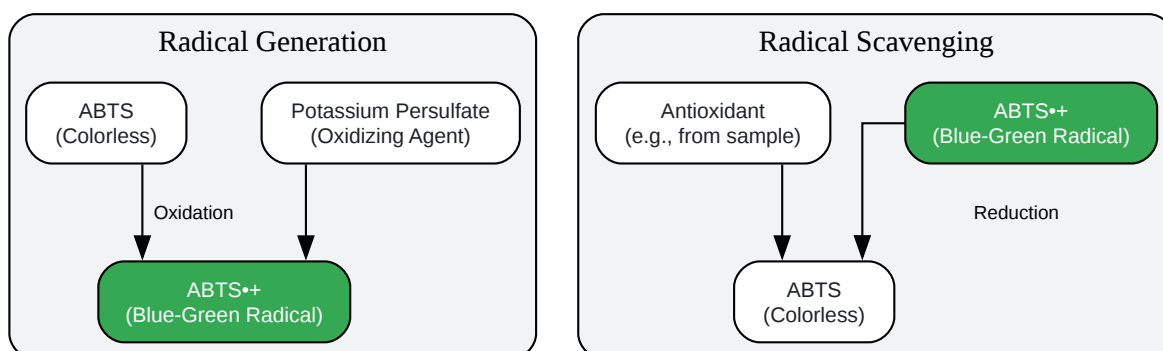 Radical Generation
ABTS
(Colorless)
Potassium Persulfate
(Oxidizing Agent)
Oxidation
ABTS•+
(Blue-Green Radical)
Radical Scavenging
Antioxidant
(e.g., from sample)
ABTS•+
(Blue-Green Radical)
Reduction
ABTS
(Colorless)